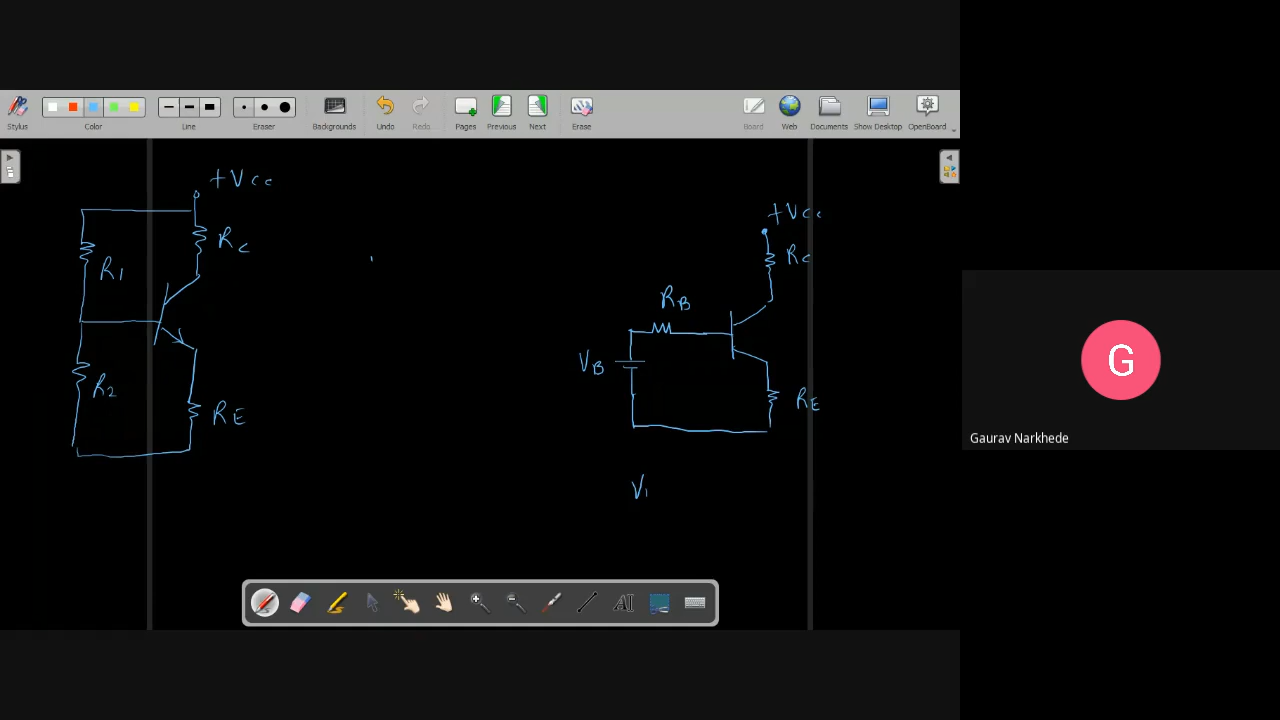 Stylus Color Line Eraser Backgrounds Undo Redo Pages Previous Next Erase Board Web Documents Show Desktop OpenBoard
+Vcc
RC
R1
R2
RE
+Vcc
RC
RB
VB
RE
V
AI
G
Gaurav Narkhede